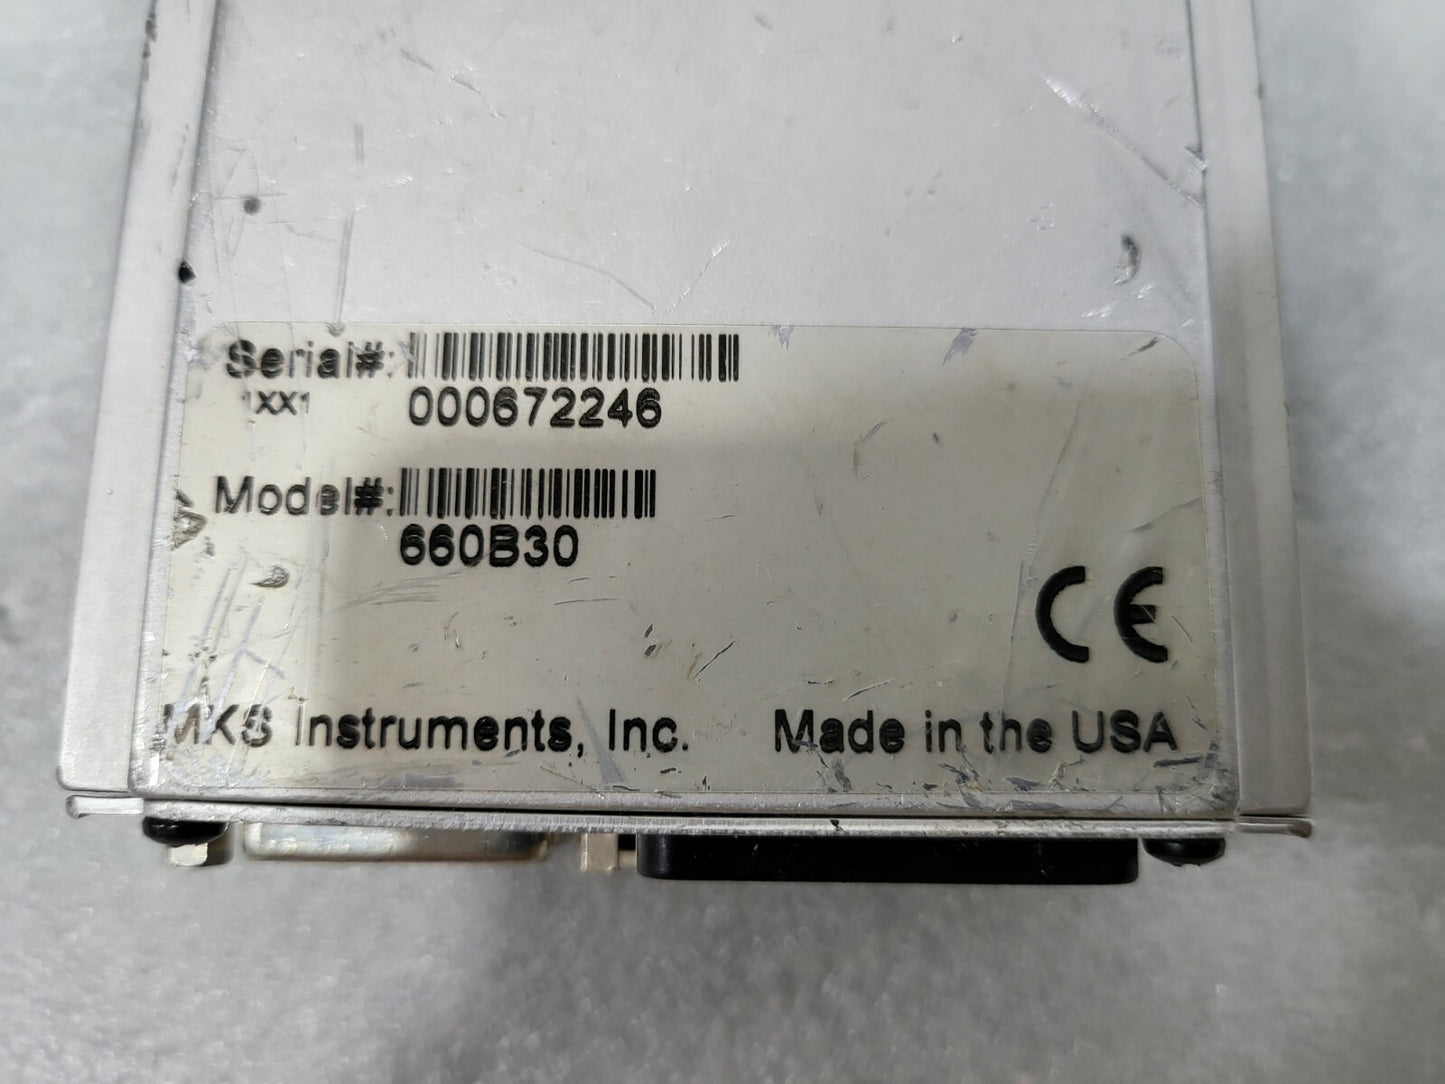 Serial#:
1XX1 000672246
Model#:
660B30
CE
MKS Instruments, Inc. Made in the USA